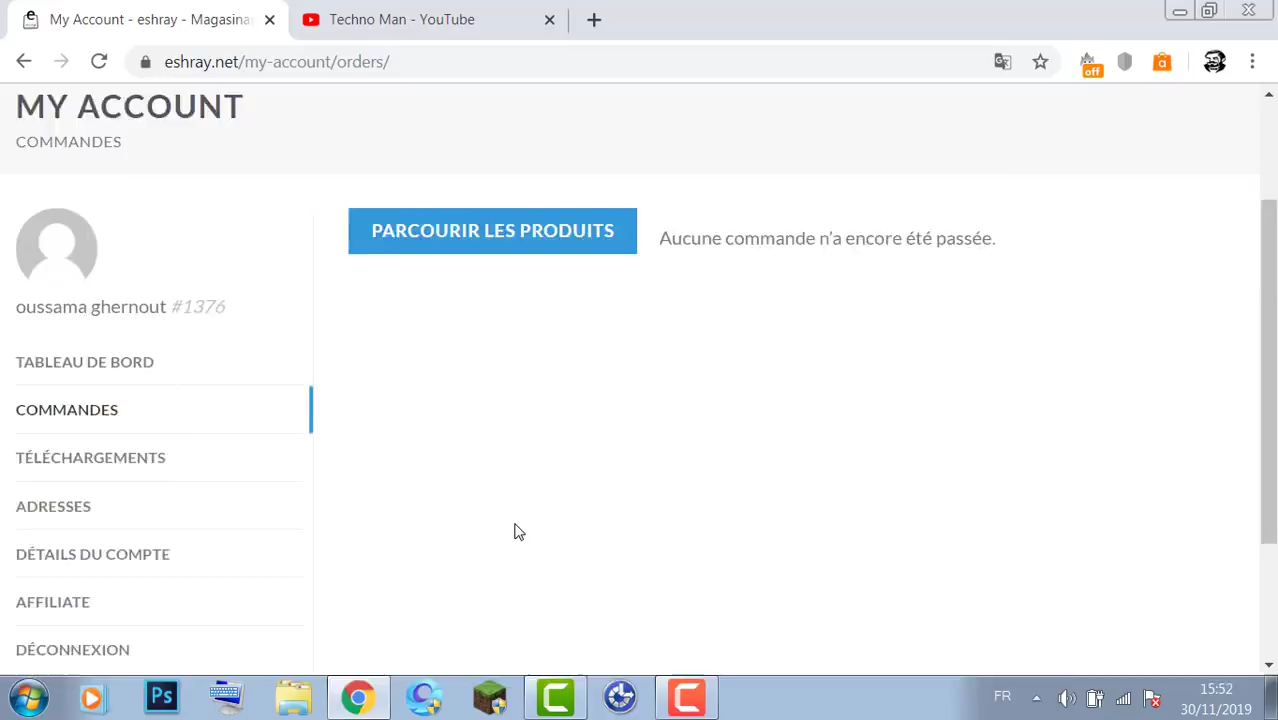 My Account - eshray - Magasina
Techno Man - YouTube
eshray.net/my-account/orders/
off
MY ACCOUNT
COMMANDES
PARCOURIR LES PRODUITS
Aucune commande n’a encore été passée.
oussama ghernout #1376
TABLEAU DE BORD
COMMANDES
TÉLÉCHARGEMENTS
ADRESSES
DÉTAILS DU COMPTE
AFFILIATE
DÉCONNEXION
Ps
FR
15:52
30/11/2019